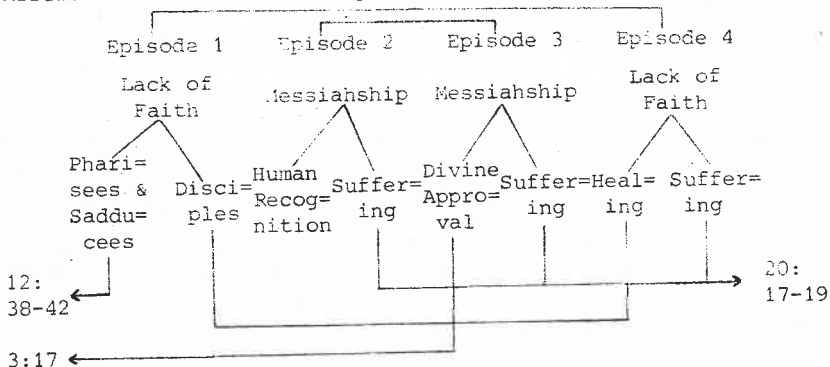 Episode 1 Episode 2 Episode 3 Episode 4
Lack of
Faith
Messiahship
Messiahship
Lack of
Faith
Phari=
sees &
Saddu=
cees
Disci=
ples
Human
Recog=
nition
Suffer=
ing
Divine
Appro=
val
Suffer=
ing
Heal=
ing
Suffer=
ing
12:
38-42
20:
17-19
3:17